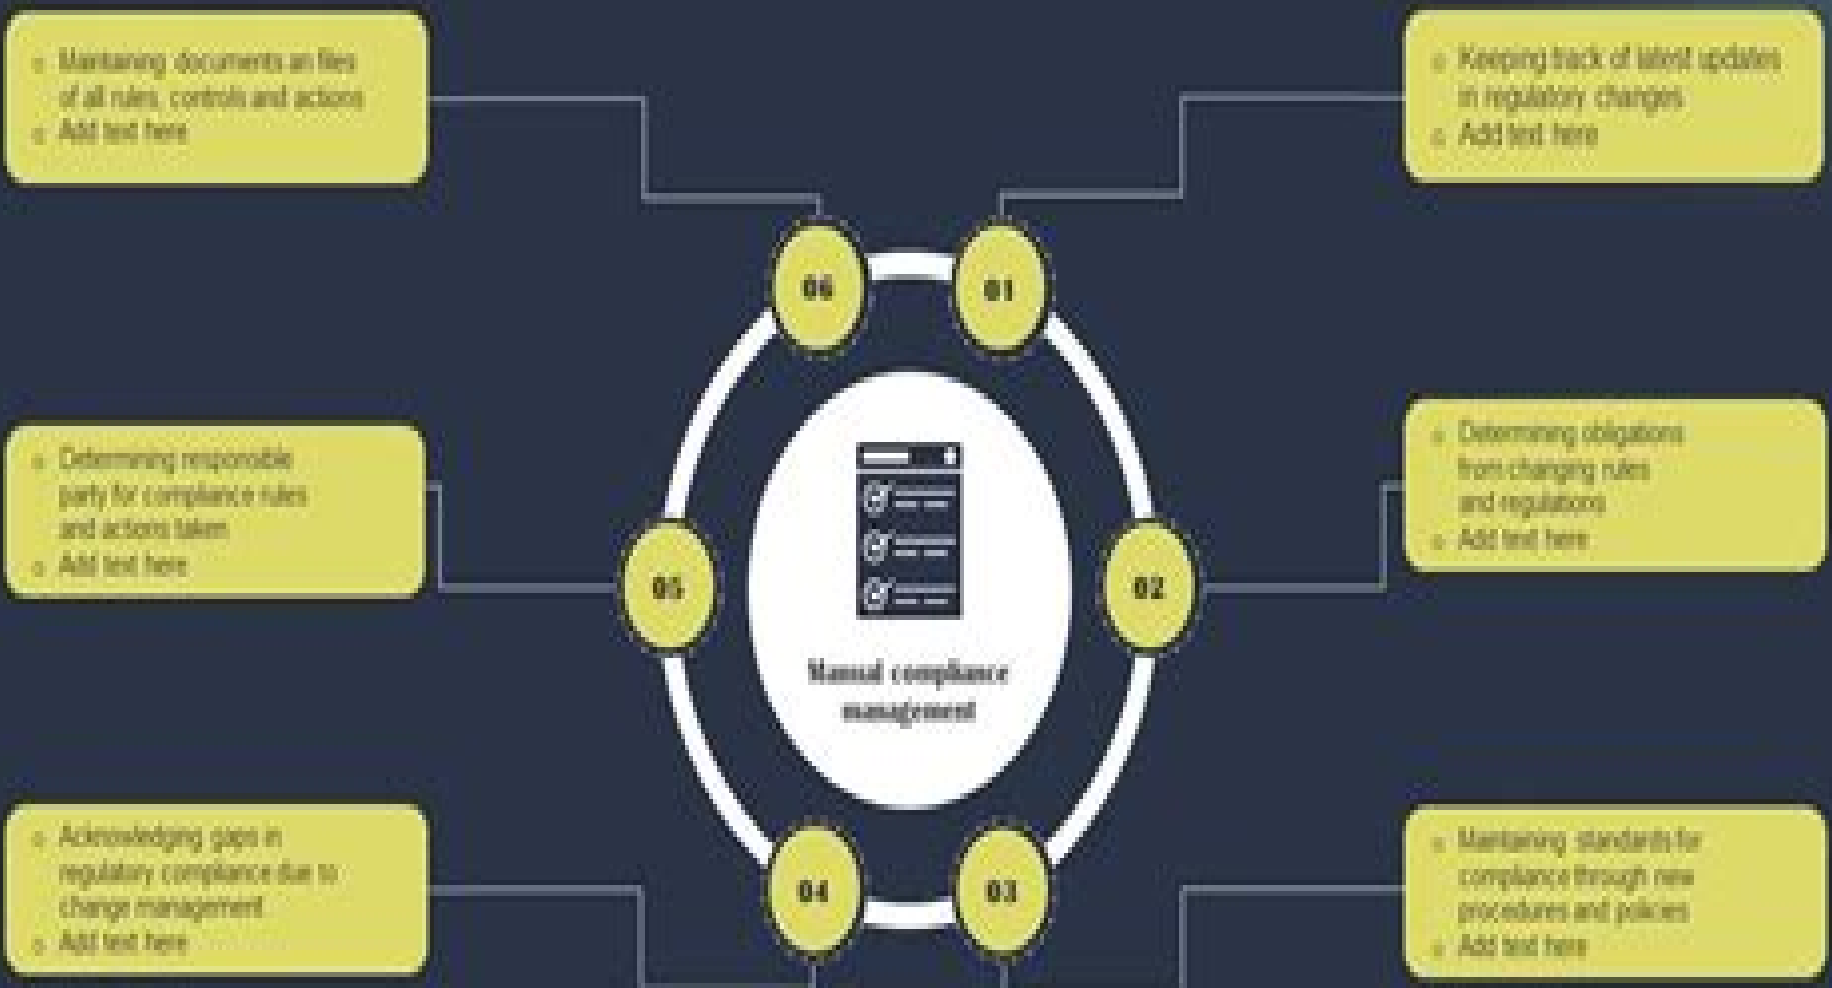 Maintaining documents an files
of all rules, controls and actions
Add text here
Keeping track of latest updates
in regulatory changes
Add text here
06
01
Determining responsible
party for compliance rules
and actions taken
Add text here
Determining obligations
from changing rules
and regulations
Add text here
05
02
Manual compliance
management
Acknowledging gaps in
regulatory compliance due to
change management
Add text here
Maintaining standards for
compliance through new
procedures and policies
Add text here
04
03